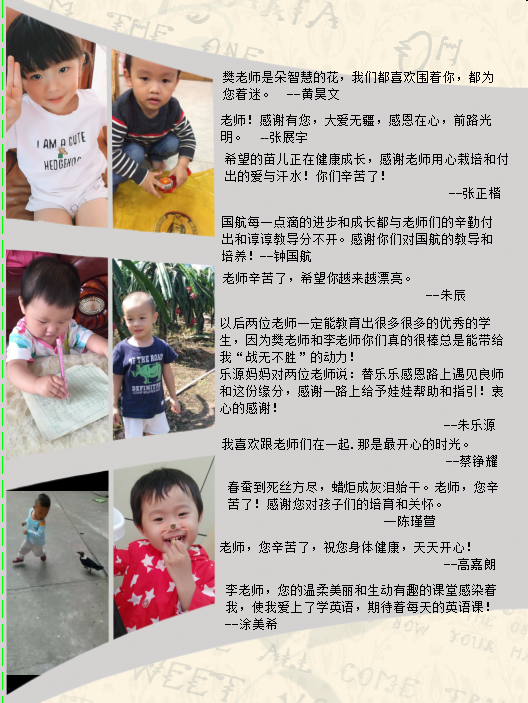 I AM A CUTE
HEDGEHOG
樊老师是朵智慧的花，我们都喜欢围着你，都为
您着迷。 --黄昊文
老师！感谢有您，大爱无疆，感恩在心，前路光
明。 --张展宇
希望的苗儿正在健康成长，感谢老师用心栽培和付
出的爱与汗水！你们辛苦了！
--张正楷
国航每一点滴的进步和成长都与老师们的辛勤付
出和谆谆教导分不开。感谢你们对国航的教导和
培养！--钟国航
老师辛苦了，希望你越来越漂亮。
--朱辰
以后两位老师一定能教育出很多很多的优秀的学
生，因为樊老师和李老师你们真的很棒总是能带给
我“战无不胜”的动力！
乐源妈妈对两位老师说：替乐乐感恩路上遇见良师
和这份缘分，感谢一路上给予娃娃帮助和指引！衷
心的感谢！
--朱乐源
我喜欢跟老师们在一起.那是最开心的时光。
--蔡铮耀
春蚕到死丝方尽，蜡炬成灰泪始干。老师，您辛
苦了！感谢您对孩子们的培育和关怀。
—陈瑾萱
老师，您辛苦了，祝您身体健康，天天开心！
--高嘉朗
李老师，您的温柔美丽和生动有趣的课堂感染着
我，使我爱上了学英语，期待着每天的英语课！
--涂美希